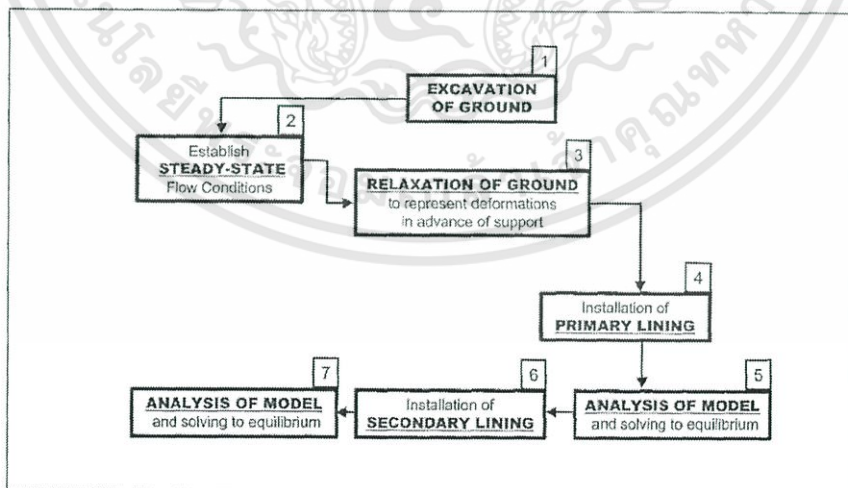 1
EXCAVATION
OF GROUND
2
Establish
STEADY-STATE
Flow Conditions
3
RELAXATION OF GROUND
to represent deformations
in advance of support
4
Installation of
PRIMARY LINING
5
ANALYSIS OF MODEL
and solving to equilibrium
6
Installation of
SECONDARY LINING
7
ANALYSIS OF MODEL
and solving to equilibrium